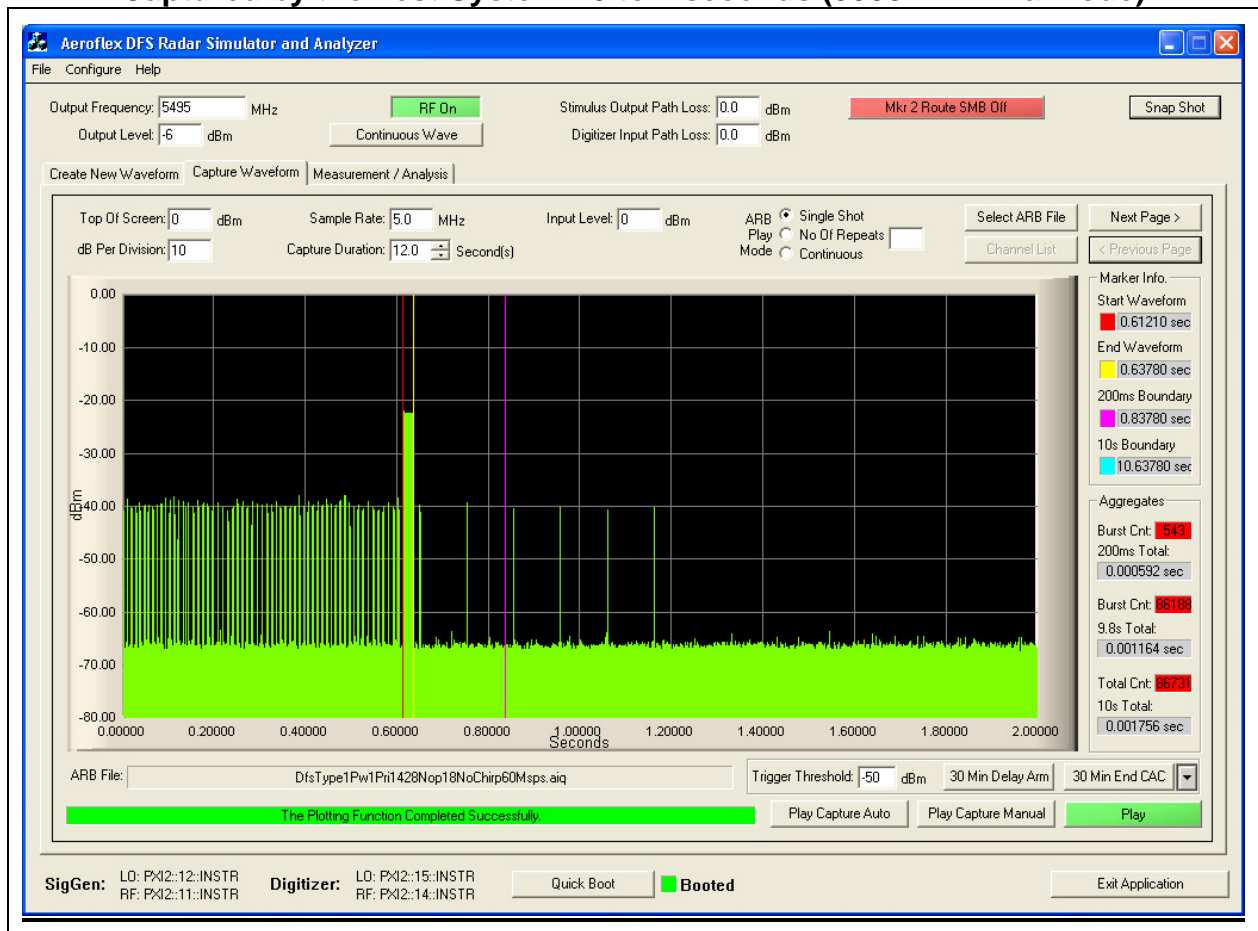 Aeroflex DFS Radar Simulator and Analyzer
File Configure Help
Output Frequency: 5495 MHz
RF On
Stimulus Output Path Loss: 0.0 dBm
Mkr 2 Route SMB Off
Snap Shot
Output Level: -6 dBm
Continuous Wave
Digitizer Input Path Loss: 0.0 dBm
Create New Waveform Capture Waveform Measurement / Analysis
Top Of Screen: 0 dBm
Sample Rate: 5.0 MHz
Input Level: 0 dBm
ARB Play Mode
Single Shot
No Of Repeats
Continuous
Select ARB File
Next Page >
dB Per Division: 10
Capture Duration: 12.0 Second(s)
Channel List
< Previous Page
0.00
-10.00
-20.00
-30.00
-40.00
-50.00
-60.00
-70.00
-80.00
dBm
0.00000 0.20000 0.40000 0.60000 0.80000 1.00000 1.20000 1.40000 1.60000 1.80000 2.00000
Seconds
Marker Info.
Start Waveform
0.61210 sec
End Waveform
0.63780 sec
200ms Boundary
0.83780 sec
10s Boundary
10.63780 sec
Aggregates
Burst Cnt: 543
200ms Total:
0.000592 sec
Burst Cnt: 86188
9.8s Total:
0.001164 sec
Total Cnt: 86731
10s Total:
0.001756 sec
ARB File: DfsType1Pw1Pri1428Nop18NoChirp60Msps.aiq
Trigger Threshold: -50 dBm
30 Min Delay Arm
30 Min End CAC
The Plotting Function Completed Successfully.
Play Capture Auto
Play Capture Manual
Play
SigGen: LO: PXI2::12::INSTR
RF: PXI2::11::INSTR
Digitizer: LO: PXI2::15::INSTR
RF: PXI2::14::INSTR
Quick Boot
Booted
Exit Application